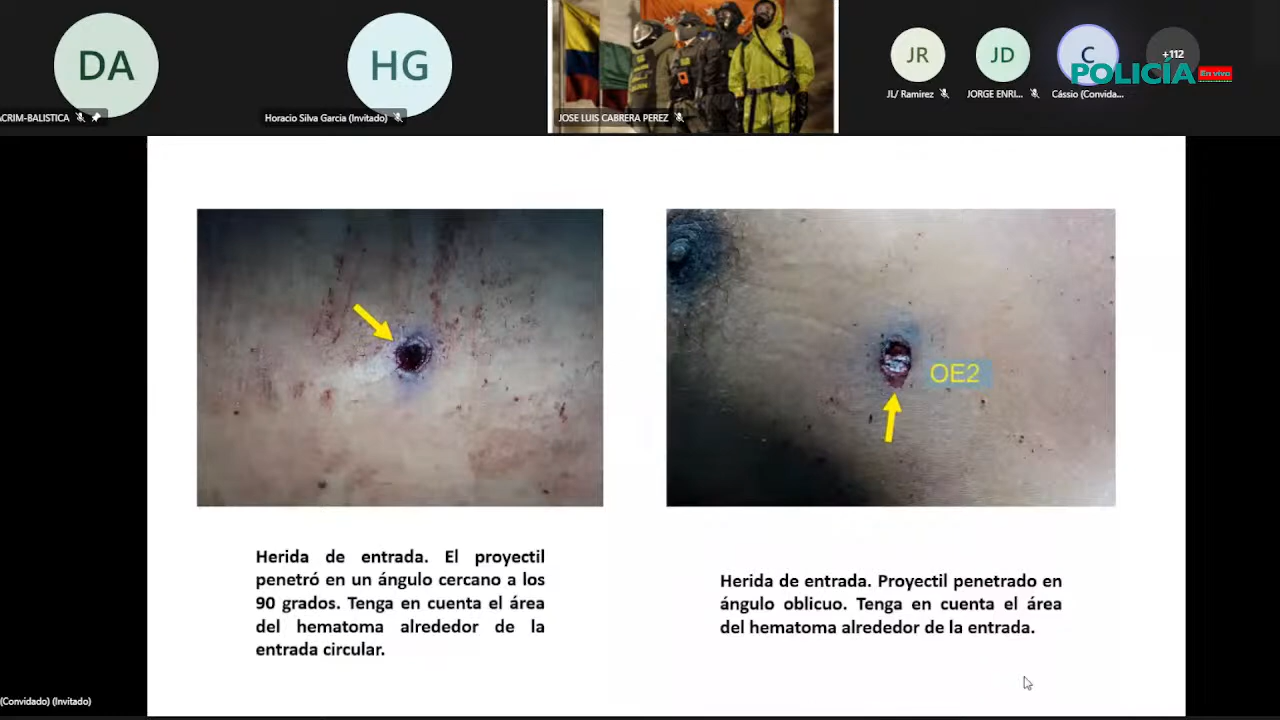 DA
ACRIM-BALISTICA
HG
Horacio Silva García (Invitado)
JOSE LUIS CABRERA PEREZ
JR
JL/ Ramirez
JD
JORGE ENRI...
C
Cássio (Convida...
+112
POLICÍA En vivo
OE2
Herida de entrada. El proyectil
penetró en un ángulo cercano a los
90 grados. Tenga en cuenta el área
del hematoma alrededor de la
entrada circular.
Herida de entrada. Proyectil penetrado en
ángulo oblicuo. Tenga en cuenta el área
del hematoma alrededor de la entrada.
(Convidado) (Invitado)